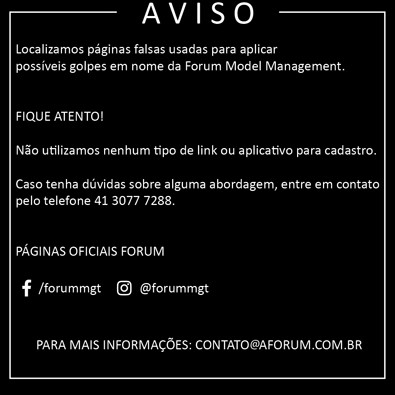 AVISO
Localizamos páginas falsas usadas para aplicar
possíveis golpes em nome da Forum Model Management.
FIQUE ATENTO!
Não utilizamos nenhum tipo de link ou aplicativo para cadastro.
Caso tenha dúvidas sobre alguma abordagem, entre em contato
pelo telefone 41 3077 7288.
PÁGINAS OFICIAIS FORUM
/forummgt @forummgt
PARA MAIS INFORMAÇÕES: CONTATO@AFORUM.COM.BR